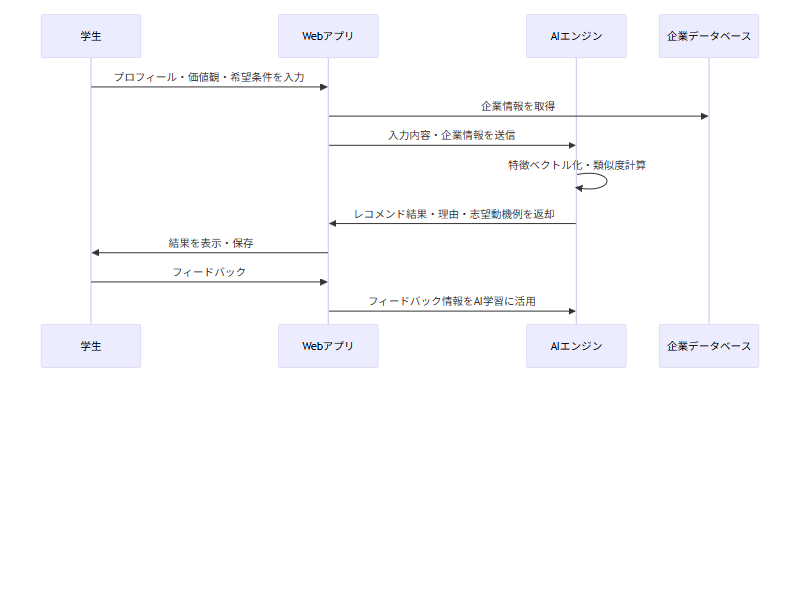 学生
Webアプリ
AIエンジン
企業データベース
プロフィール・価値観・希望条件を入力
企業情報を取得
入力内容・企業情報を送信
特徴ベクトル化・類似度計算
レコメンド結果・理由・志望動機例を返却
結果を表示・保存
フィードバック
フィードバック情報をAI学習に活用
学生
Webアプリ
AIエンジン
企業データベース